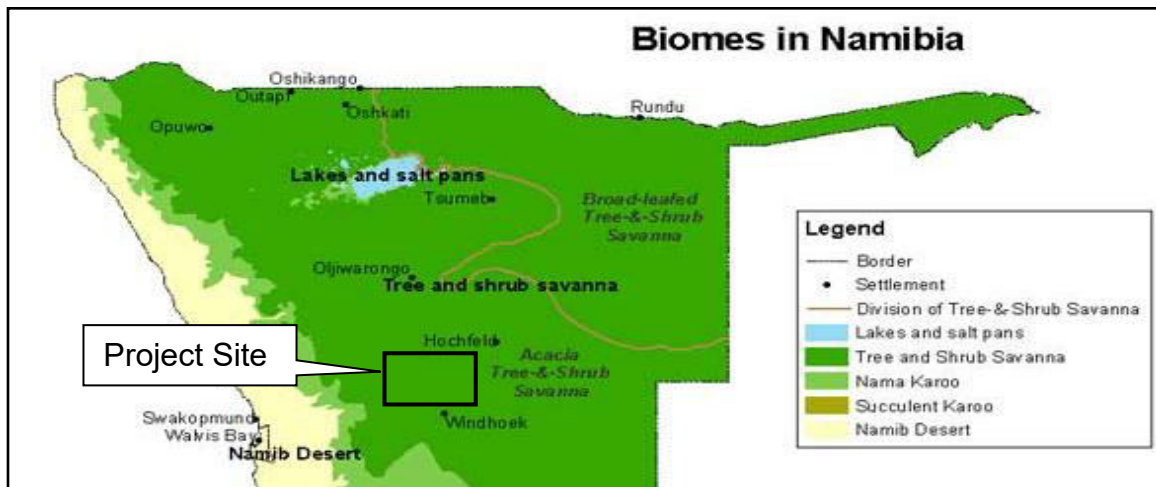 Biomes in Namibia
Oshikango
Outapi
Oshkati
Rundu
Opuwo
Lakes and salt pans
Tsumeb
Broad-leafed
Tree-&-Shrub
Savanna
Legend
Border
Settlement
Division of Tree-&-Shrub Savanna
Lakes and salt pans
Tree and Shrub Savanna
Nama Karoo
Succulent Karoo
Namib Desert
Otjiwarongo
Tree and shrub savanna
Project Site
Hochfeld
Acacia
Tree-&-Shrub
Savanna
Swakopmund
Windhoek
Walvis Bay
Namib Desert